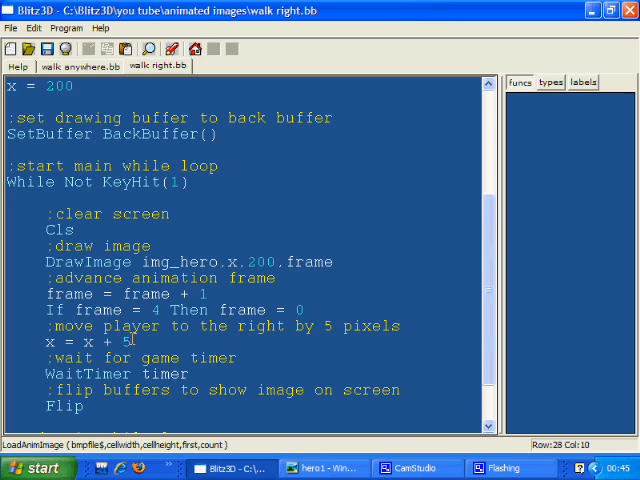 Blitz3D - C:\Blitz3D\you tube\animated images\walk right.bb
File Edit Program Help
Help walk anywhere.bb walk right.bb
funcs types labels
x = 200
;set drawing buffer to back buffer
SetBuffer BackBuffer()
;start main while loop
While Not KeyHit(1)
;clear screen
Cls
;draw image
DrawImage img_hero,x,200,frame
;advance animation frame
frame = frame + 1
If frame = 4 Then frame = 0
;move player to the right by 5 pixels
x = x + 5
;wait for game timer
WaitTimer timer
;flip buffers to show image on screen
Flip
LoadAnimImage ( bmpfile$,cellwidth,cellheight,first,count )
Row:28 Col:10
start
»
Blitz3D - C:\...
hero1 - Win...
CamStudio
Flashing
00:45